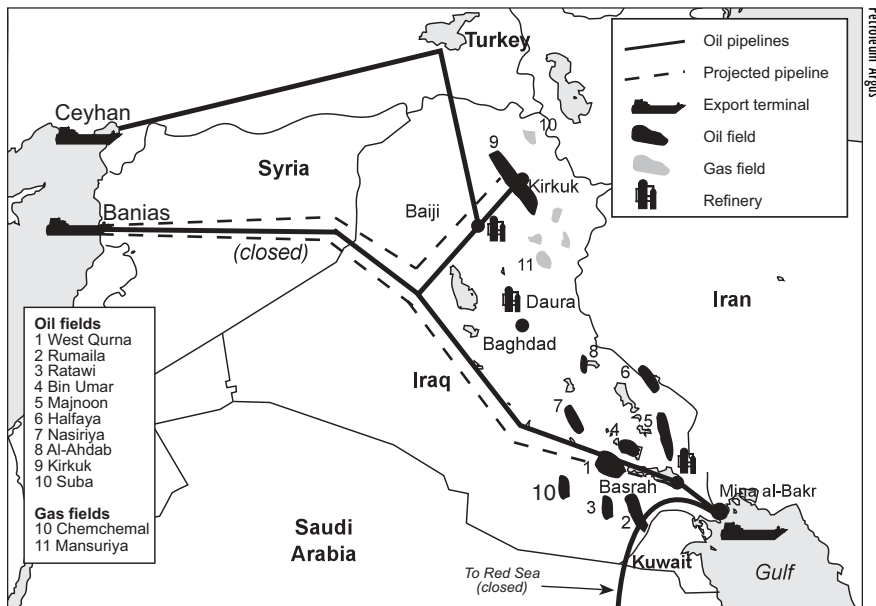 Petroleum Argus
Turkey
Oil pipelines
Projected pipeline
Export terminal
Oil field
Gas field
Refinery
Ceyhan
10
9
Syria
Kirkuk
Baiji
Banias
(closed)
11
Daura
Iran
Baghdad
Oil fields
1 West Qurna
2 Rumaila
3 Ratawi
4 Bin Umar
5 Majnoon
6 Halfaya
7 Nasiriya
8 Al-Ahdab
9 Kirkuk
10 Suba
Gas fields
10 Chemchemal
11 Mansuriya
8
Iraq
6
7
5
4
1
Basrah
Mina al-Bakr
10
3
2
Saudi
Arabia
Kuwait
Gulf
To Red Sea
(closed)